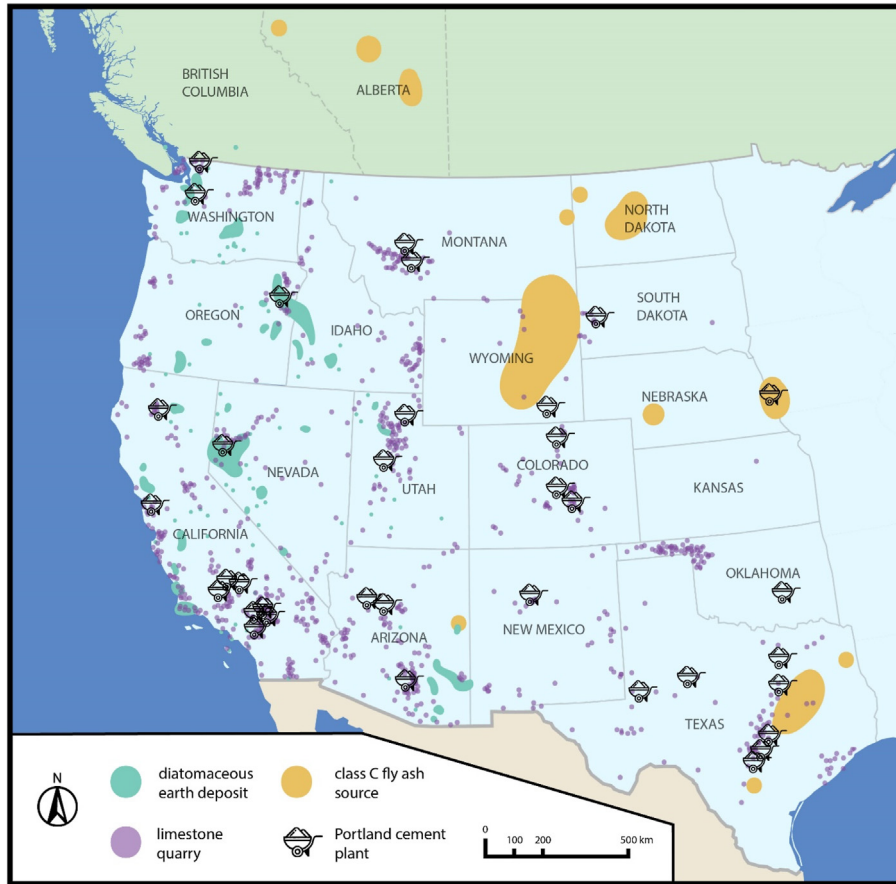 BRITISH
COLUMBIA
ALBERTA
WASHINGTON
MONTANA
NORTH
DAKOTA
OREGON
IDAHO
SOUTH
DAKOTA
WYOMING
NEBRASKA
NEVADA
UTAH
COLORADO
KANSAS
CALIFORNIA
OKLAHOMA
ARIZONA
NEW MEXICO
TEXAS
N
diatomaceous
earth deposit
class C fly ash
source
limestone
quarry
Portland cement
plant
0
100 200 500 km